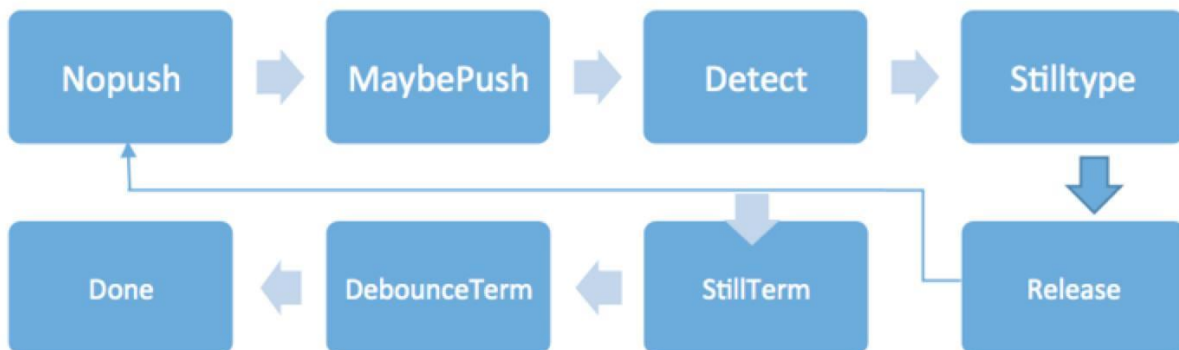 Nopush
MaybePush
Detect
Stilltype
Done
DebounceTerm
StillTerm
Release